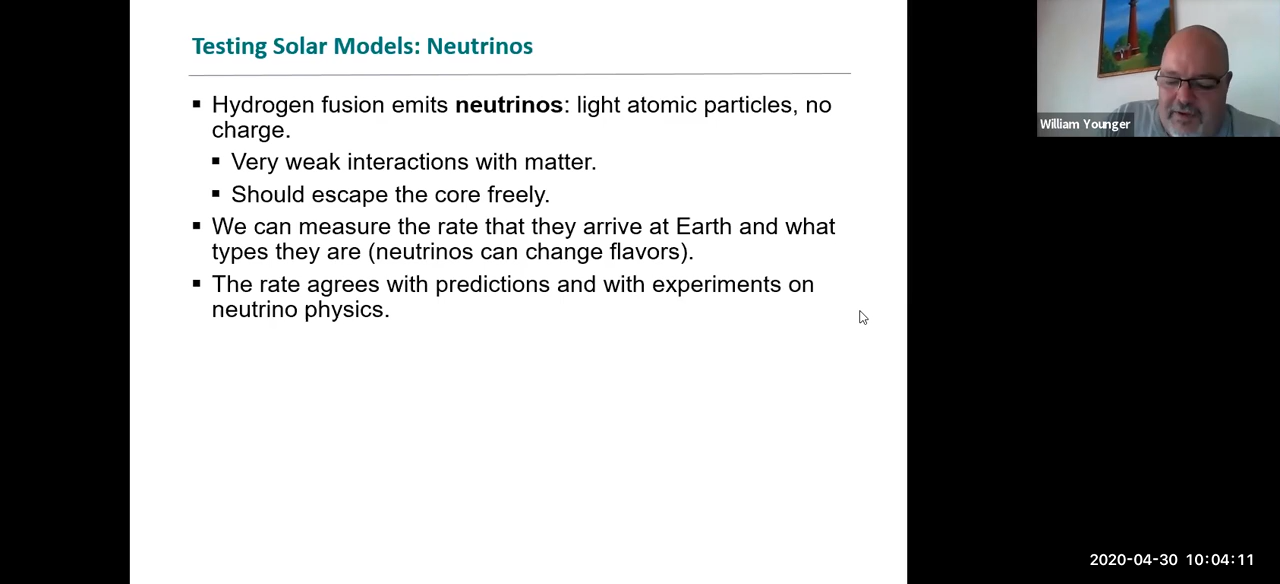 Testing Solar Models: Neutrinos
▪ Hydrogen fusion emits neutrinos: light atomic particles, no
charge.
▪ Very weak interactions with matter.
▪ Should escape the core freely.
▪ We can measure the rate that they arrive at Earth and what
types they are (neutrinos can change flavors).
▪ The rate agrees with predictions and with experiments on
neutrino physics.
William Younger
2020-04-30 10:04:11